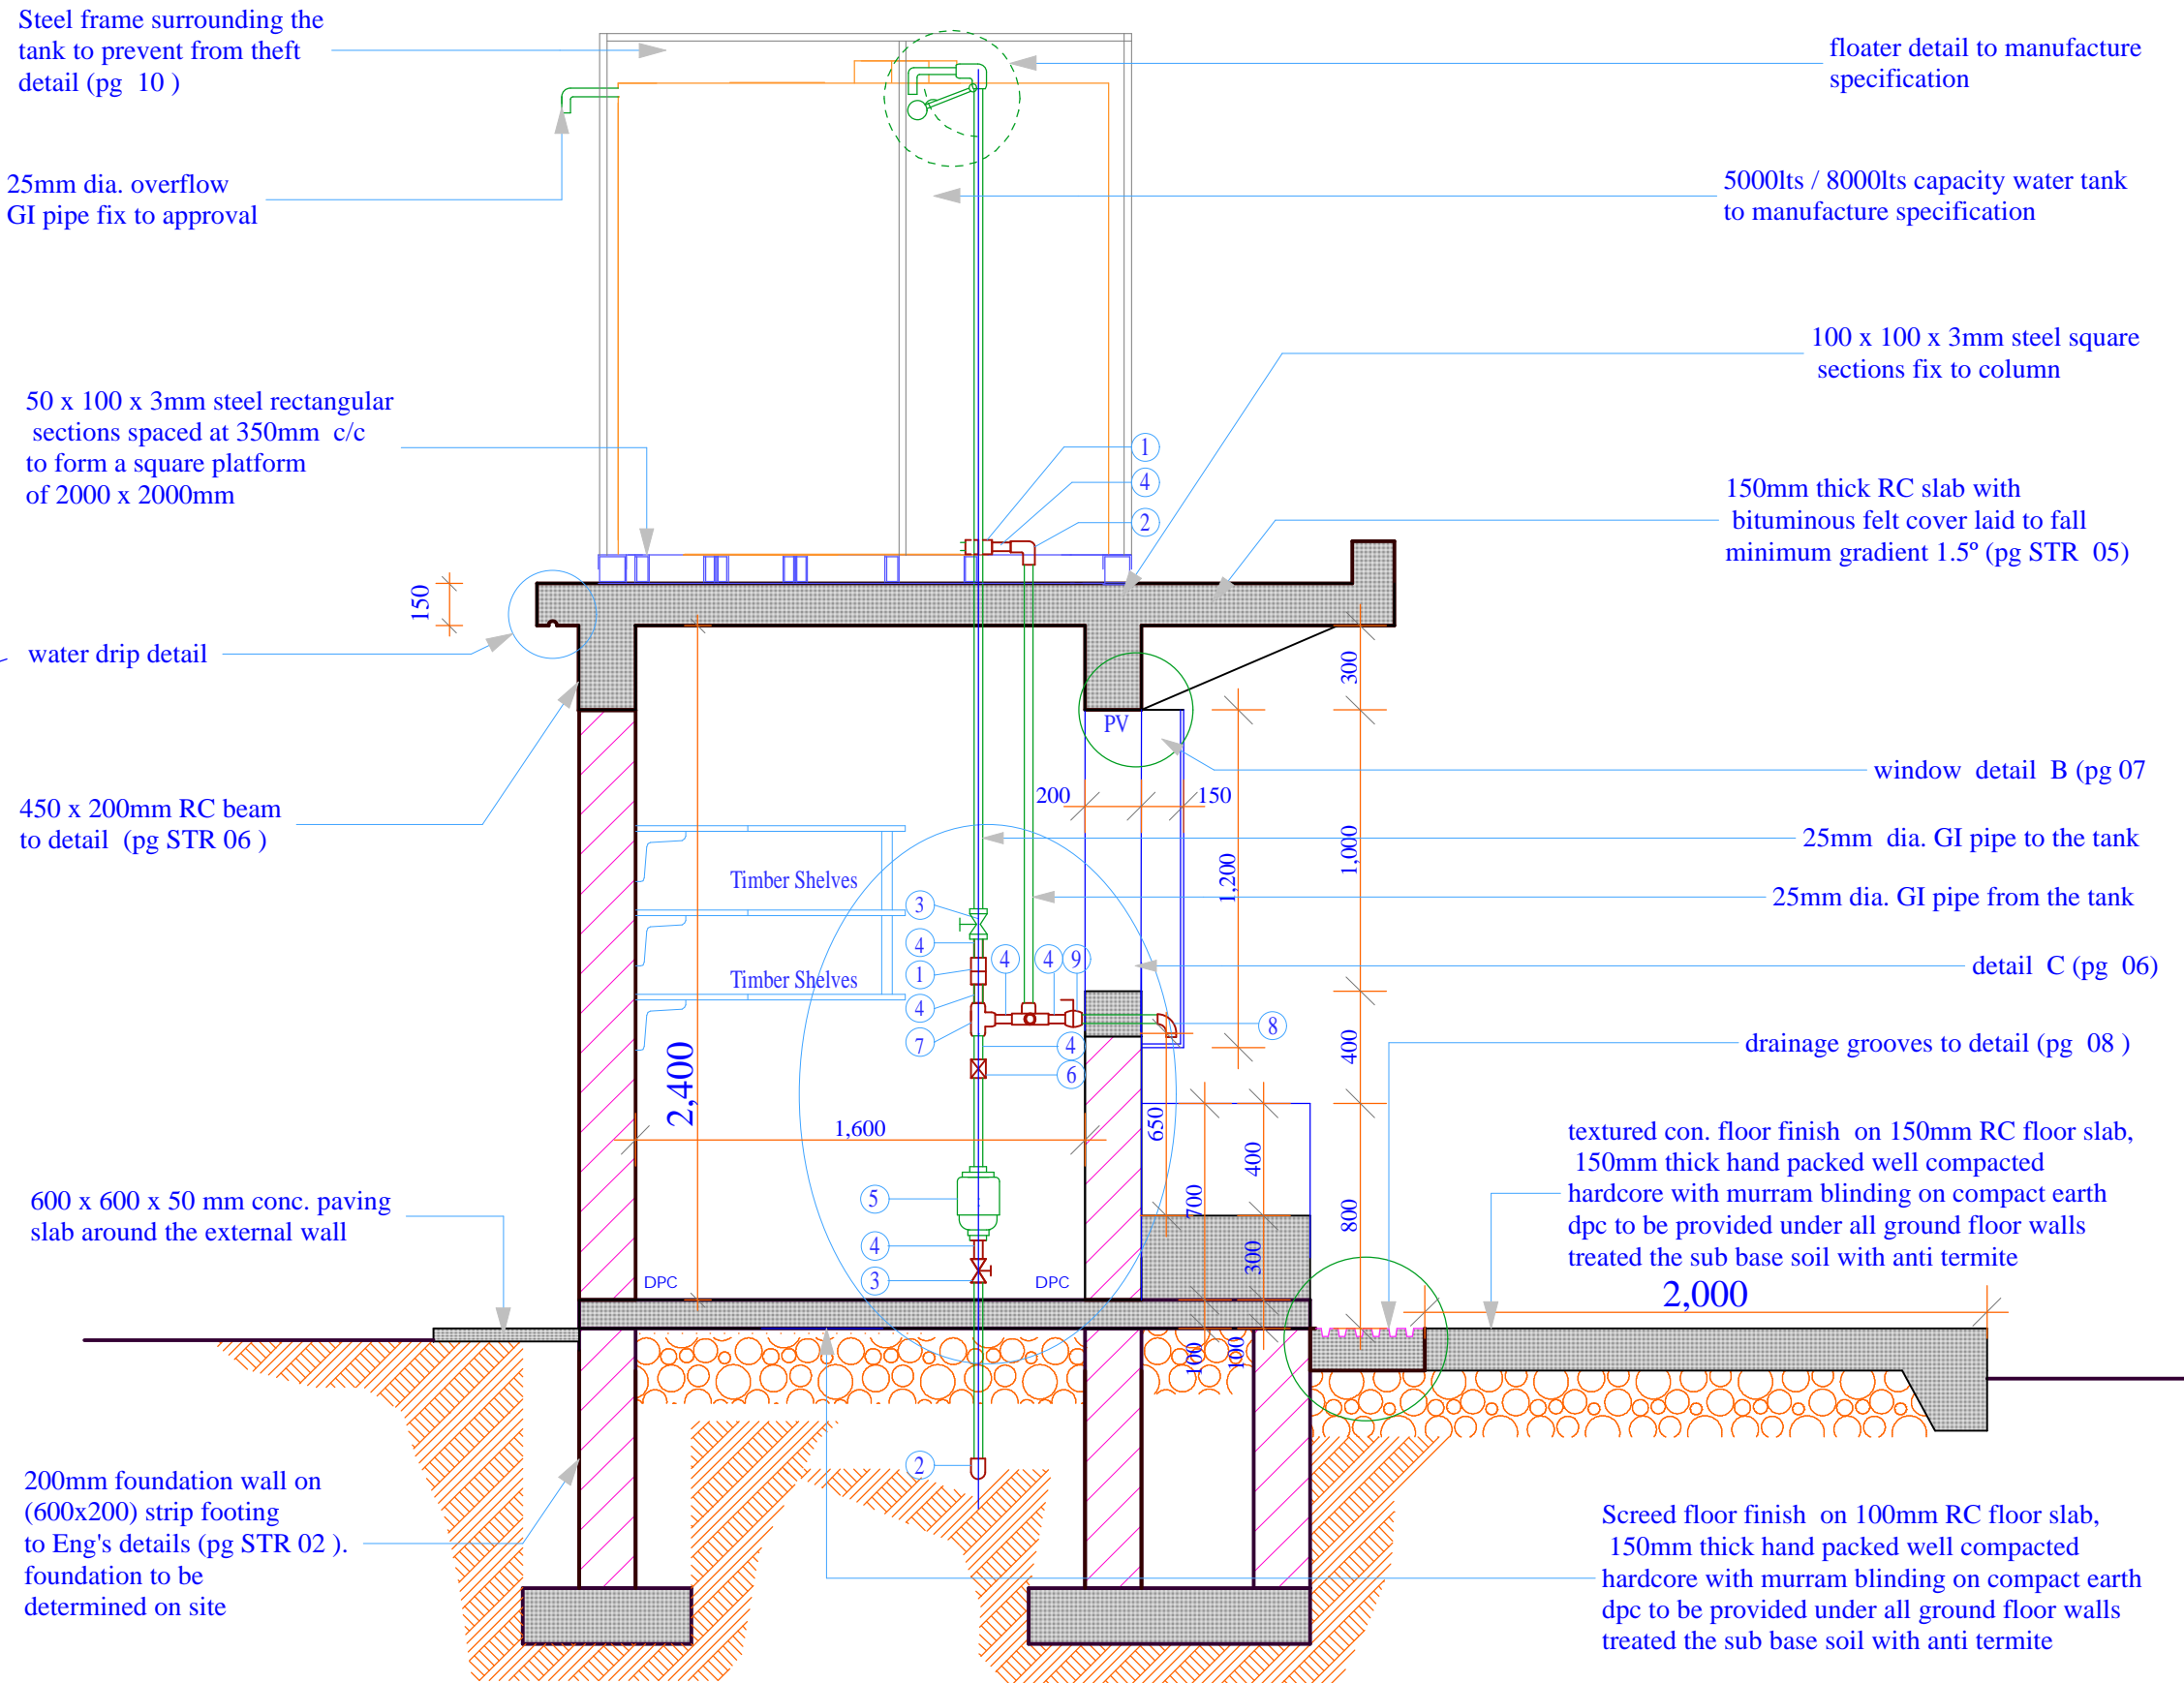 Steel frame surrounding the
tank to prevent from theft
detail (pg 10 )
floater detail to manufacture
specification
25mm dia. overflow
GI pipe fix to approval
5000lts / 8000lts capacity water tank
to manufacture specification
100 x 100 x 3mm steel square
sections fix to column
50 x 100 x 3mm steel rectangular
sections spaced at 350mm c/c
to form a square platform
of 2000 x 2000mm
1
4
2
150mm thick RC slab with
bituminous felt cover laid to fall
minimum gradient 1.5º (pg STR 05)
150
water drip detail
300
PV
window detail B (pg 07
450 x 200mm RC beam
to detail (pg STR 06 )
200
150
1,200
1,000
25mm dia. GI pipe to the tank
Timber Shelves
25mm dia. GI pipe from the tank
3
4
4
4
9
1
Timber Shelves
detail C (pg 06)
4
8
7
4
6
400
drainage grooves to detail (pg 08 )
2,400
1,600
650
400
700
800
300
textured con. floor finish on 150mm RC floor slab,
150mm thick hand packed well compacted
hardcore with murram blinding on compact earth
dpc to be provided under all ground floor walls
treated the sub base soil with anti termite
600 x 600 x 50 mm conc. paving
slab around the external wall
5
4
3
DPC
DPC
2,000
100
100
2
200mm foundation wall on
(600x200) strip footing
to Eng's details (pg STR 02 ).
foundation to be
determined on site
Screed floor finish on 100mm RC floor slab,
150mm thick hand packed well compacted
hardcore with murram blinding on compact earth
dpc to be provided under all ground floor walls
treated the sub base soil with anti termite